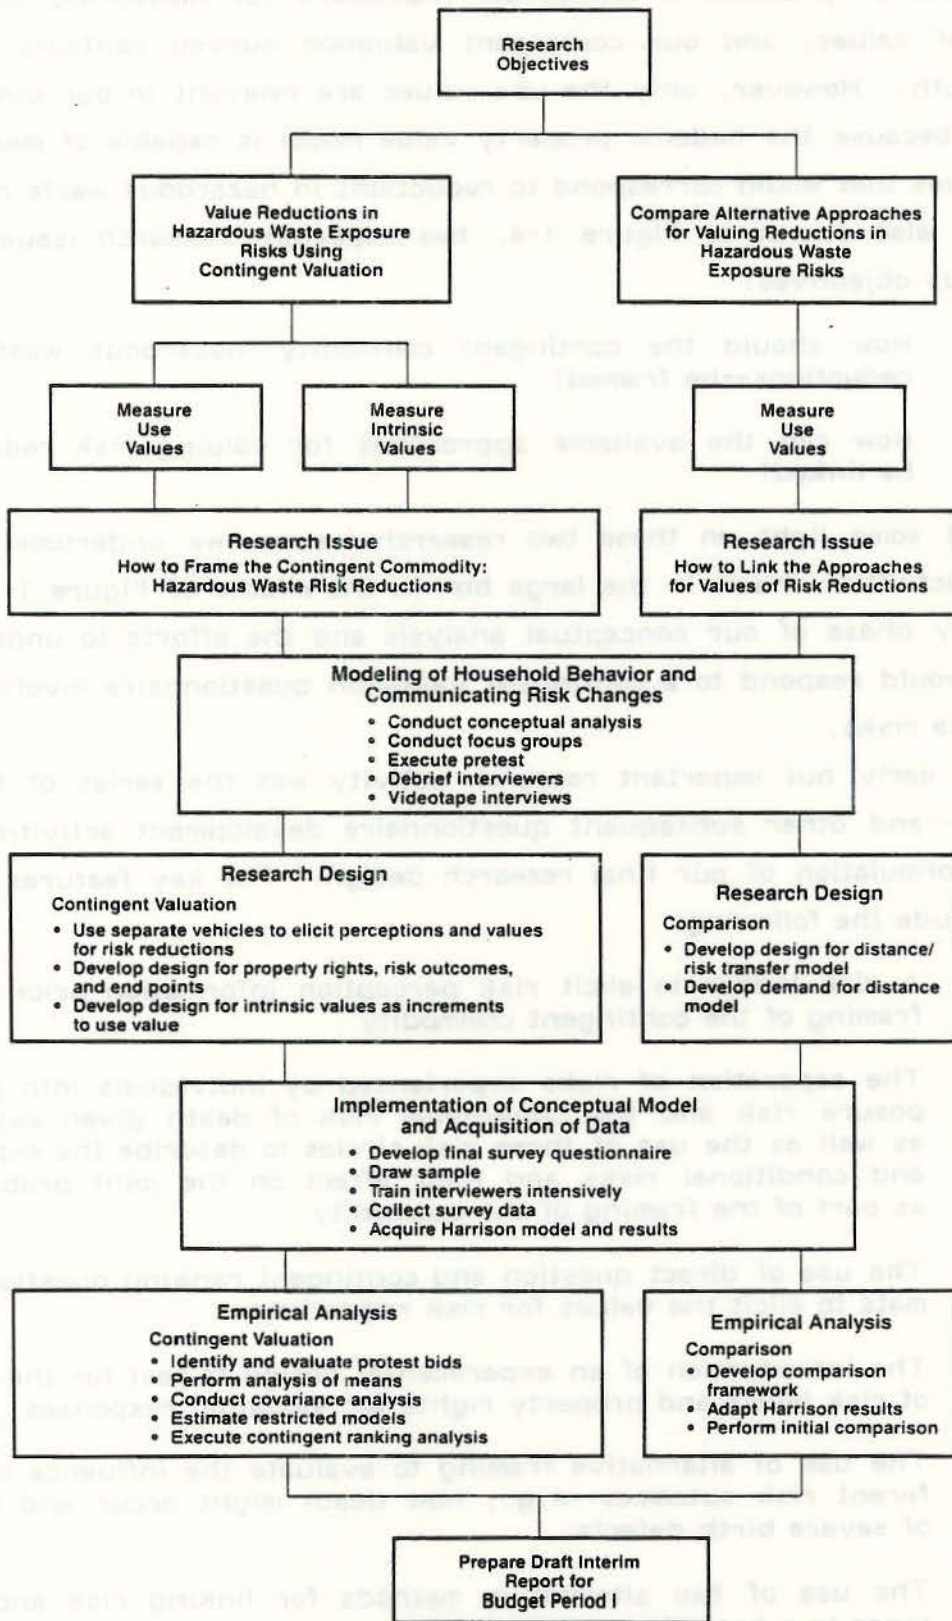 Research
Objectives
Value Reductions in
Hazardous Waste Exposure
Risks Using
Contingent Valuation
Compare Alternative Approaches
for Valuing Reductions in
Hazardous Waste
Exposure Risks
Measure
Use
Values
Measure
Intrinsic
Values
Measure
Use
Values
Research Issue
How to Frame the Contingent Commodity:
Hazardous Waste Risk Reductions
Research Issue
How to Link the Approaches
for Values of Risk Reductions
Modeling of Household Behavior and
Communicating Risk Changes
• Conduct conceptual analysis
• Conduct focus groups
• Execute pretest
• Debrief interviewers
• Videotape interviews
Research Design
Contingent Valuation
• Use separate vehicles to elicit perceptions and values
for risk reductions
• Develop design for property rights, risk outcomes,
and end points
• Develop design for intrinsic values as increments
to use value
Research Design
Comparison
• Develop design for distance/
risk transfer model
• Develop demand for distance
model
Implementation of Conceptual Model
and Acquisition of Data
• Develop final survey questionnaire
• Draw sample
• Train interviewers intensively
• Collect survey data
• Acquire Harrison model and results
Empirical Analysis
Contingent Valuation
• Identify and evaluate protest bids
• Perform analysis of means
• Conduct covariance analysis
• Estimate restricted models
• Execute contingent ranking analysis
Empirical Analysis
Comparison
• Develop comparison
framework
• Adapt Harrison results
• Perform initial comparison
Prepare Draft Interim
Report for
Budget Period I